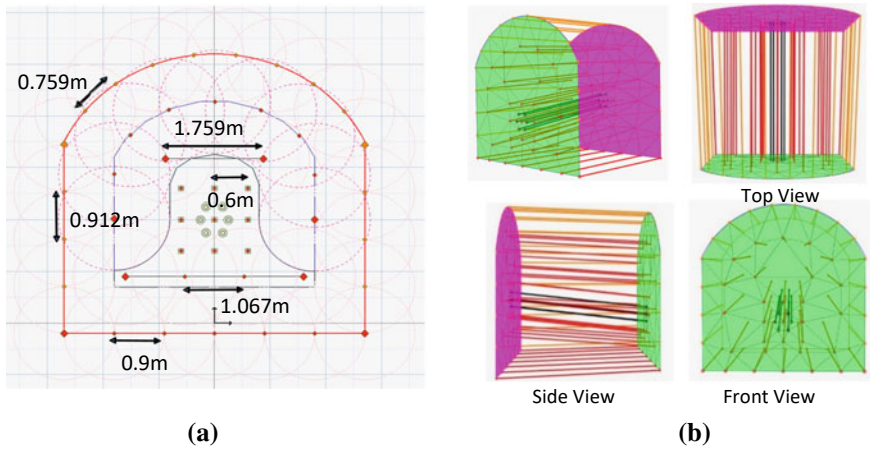 0.759m
1.759m
0.6m
0.912m
1.067m
0.9m
Top View
Side View
Front View
(a)
(b)